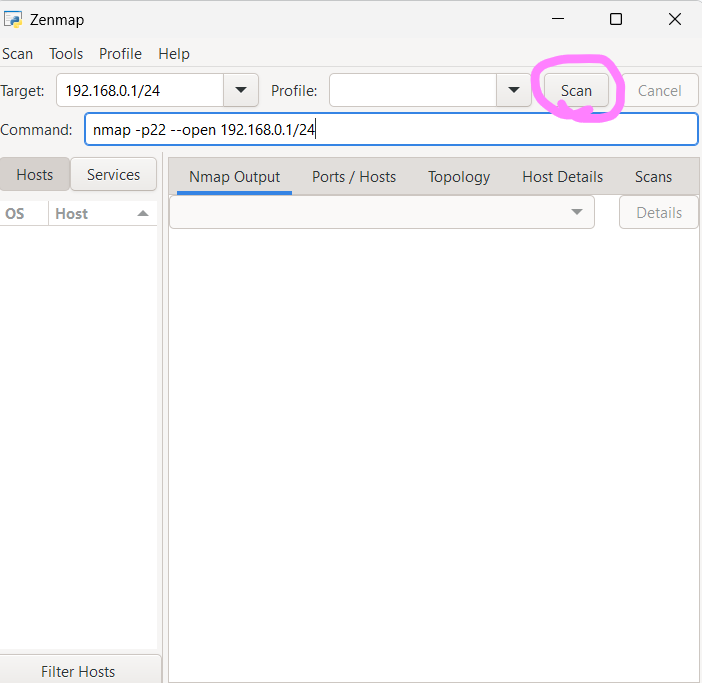 Zenmap
Scan Tools Profile Help
Target: 192.168.0.1/24 Profile: Scan Cancel
Command: nmap -p22 --open 192.168.0.1/24
Hosts Services Nmap Output Ports / Hosts Topology Host Details Scans
OS Host Details
Filter Hosts